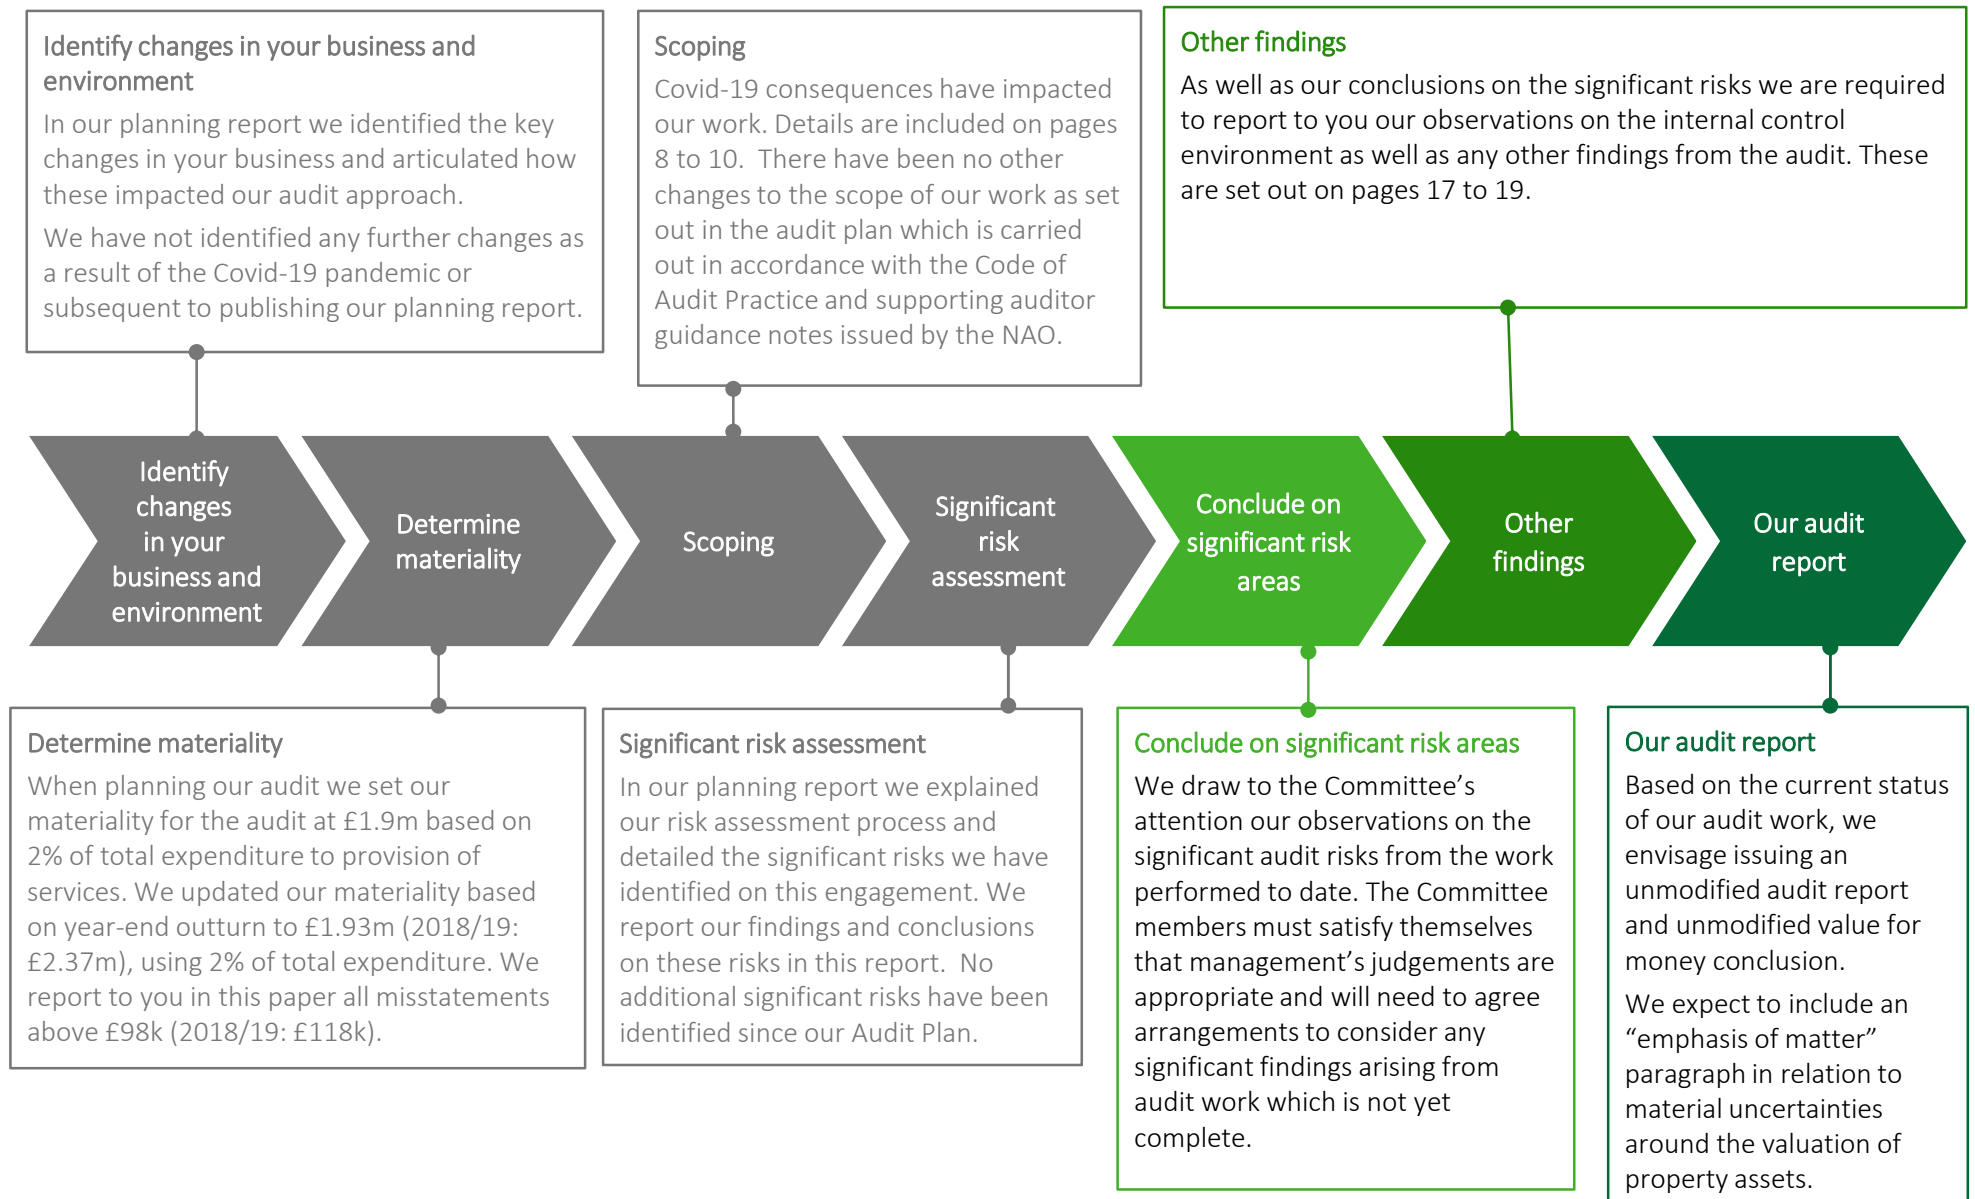 Identify changes in your business and
environment
In our planning report we identified the key
changes in your business and articulated how
these impacted our audit approach.
We have not identified any further changes as
a result of the Covid-19 pandemic or
subsequent to publishing our planning report.
Scoping
Covid-19 consequences have impacted
our work. Details are included on pages
8 to 10.  There have been no other
changes to the scope of our work as set
out in the audit plan which is carried
out in accordance with the Code of
Audit Practice and supporting auditor
guidance notes issued by the NAO.
Other findings
As well as our conclusions on the significant risks we are required
to report to you our observations on the internal control
environment as well as any other findings from the audit. These
are set out on pages 17 to 19.
Identify
changes
in your
business and
environment
Determine
materiality
Scoping
Significant
risk
assessment
Conclude on
significant risk
areas
Other
findings
Our audit
report
Determine materiality
When planning our audit we set our
materiality for the audit at £1.9m based on
2% of total expenditure to provision of
services. We updated our materiality based
on year-end outturn to £1.93m (2018/19:
£2.37m), using 2% of total expenditure. We
report to you in this paper all misstatements
above £98k (2018/19: £118k).
Significant risk assessment
In our planning report we explained
our risk assessment process and
detailed the significant risks we have
identified on this engagement. We
report our findings and conclusions
on these risks in this report.  No
additional significant risks have been
identified since our Audit Plan.
Conclude on significant risk areas
We draw to the Committee’s
attention our observations on the
significant audit risks from the work
performed to date. The Committee
members must satisfy themselves
that management’s judgements are
appropriate and will need to agree
arrangements to consider any
significant findings arising from
audit work which is not yet
complete.
Our audit report
Based on the current status
of our audit work, we
envisage issuing an
unmodified audit report
and unmodified value for
money conclusion.
We expect to include an
“emphasis of matter”
paragraph in relation to
material uncertainties
around the valuation of
property assets.